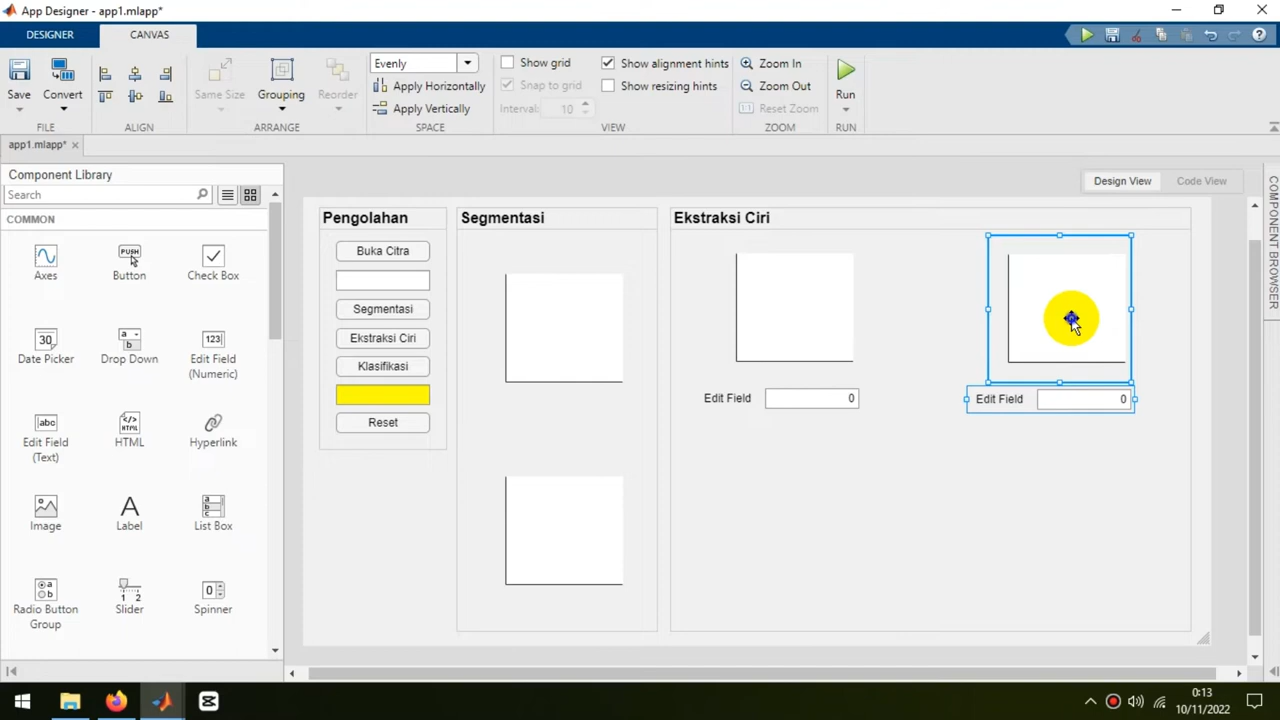 App Designer - app1.mlapp*
DESIGNER
CANVAS
Save
Convert
FILE
ALIGN
Same Size
Grouping
Reorder
ARRANGE
Evenly
Apply Horizontally
Apply Vertically
SPACE
Show grid
Snap to grid
Interval: 10
Show alignment hints
Show resizing hints
VIEW
Zoom In
Zoom Out
Reset Zoom
ZOOM
Run
RUN
app1.mlapp*
Component Library
Search
COMMON
Axes
PUSH
Button
Check Box
30
Date Picker
a
b
Drop Down
123
Edit Field
(Numeric)
abc
Edit Field
(Text)
</>
HTML
HTML
Hyperlink
Image
A
Label
List Box
a
b
Radio Button
Group
1 2
Slider
0
Spinner
Design View
Code View
Pengolahan
Buka Citra
Segmentasi
Ekstraksi Ciri
Klasifikasi
Reset
Segmentasi
Ekstraksi Ciri
Edit Field 0
Edit Field 0
COMPONENT BROWSER
0:13
10/11/2022